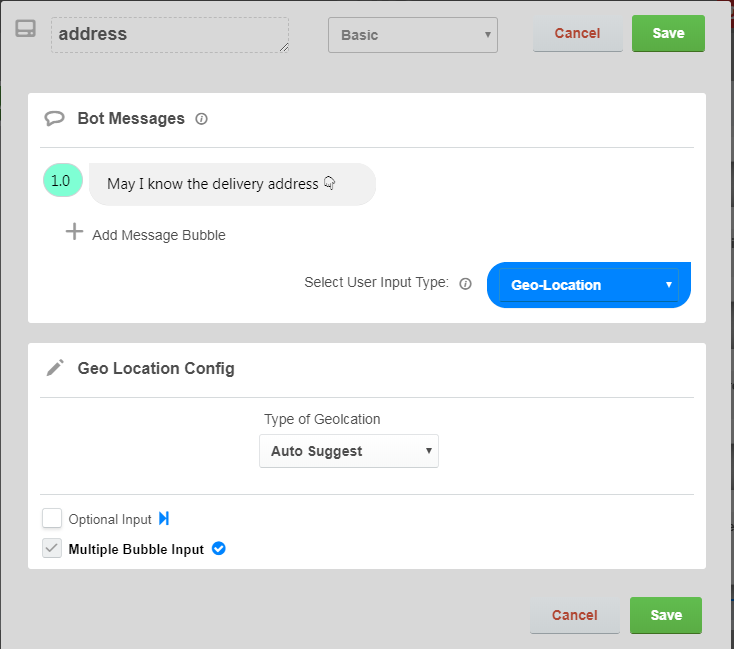 address
Basic
Cancel
Save
Bot Messages
1.0
May I know the delivery address
Add Message Bubble
Select User Input Type:
Geo-Location
Geo Location Config
Type of Geolcation
Auto Suggest
Optional Input
Multiple Bubble Input
Cancel
Save